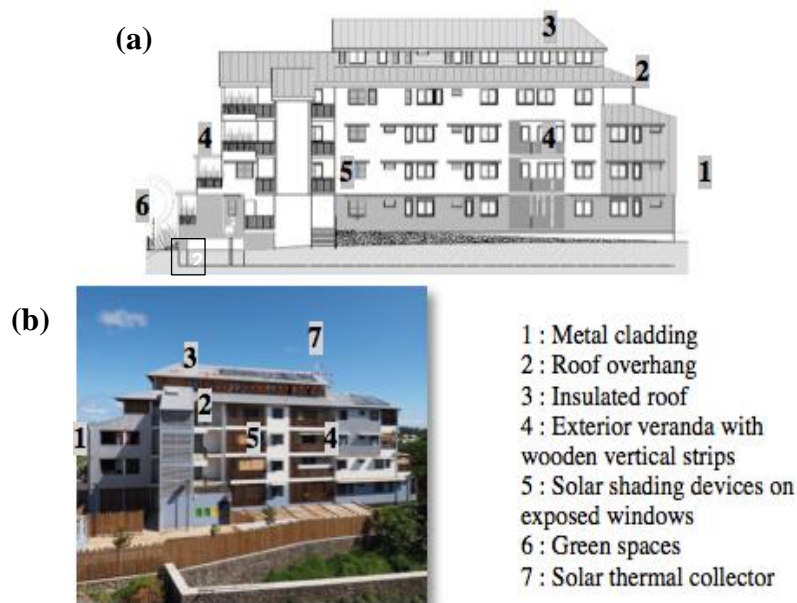 (a)
3
2
4
4
5
1
6
2
(b)
7
3
2
1
5
4
1 : Metal cladding
2 : Roof overhang
3 : Insulated roof
4 : Exterior veranda with
wooden vertical strips
5 : Solar shading devices on
exposed windows
6 : Green spaces
7 : Solar thermal collector